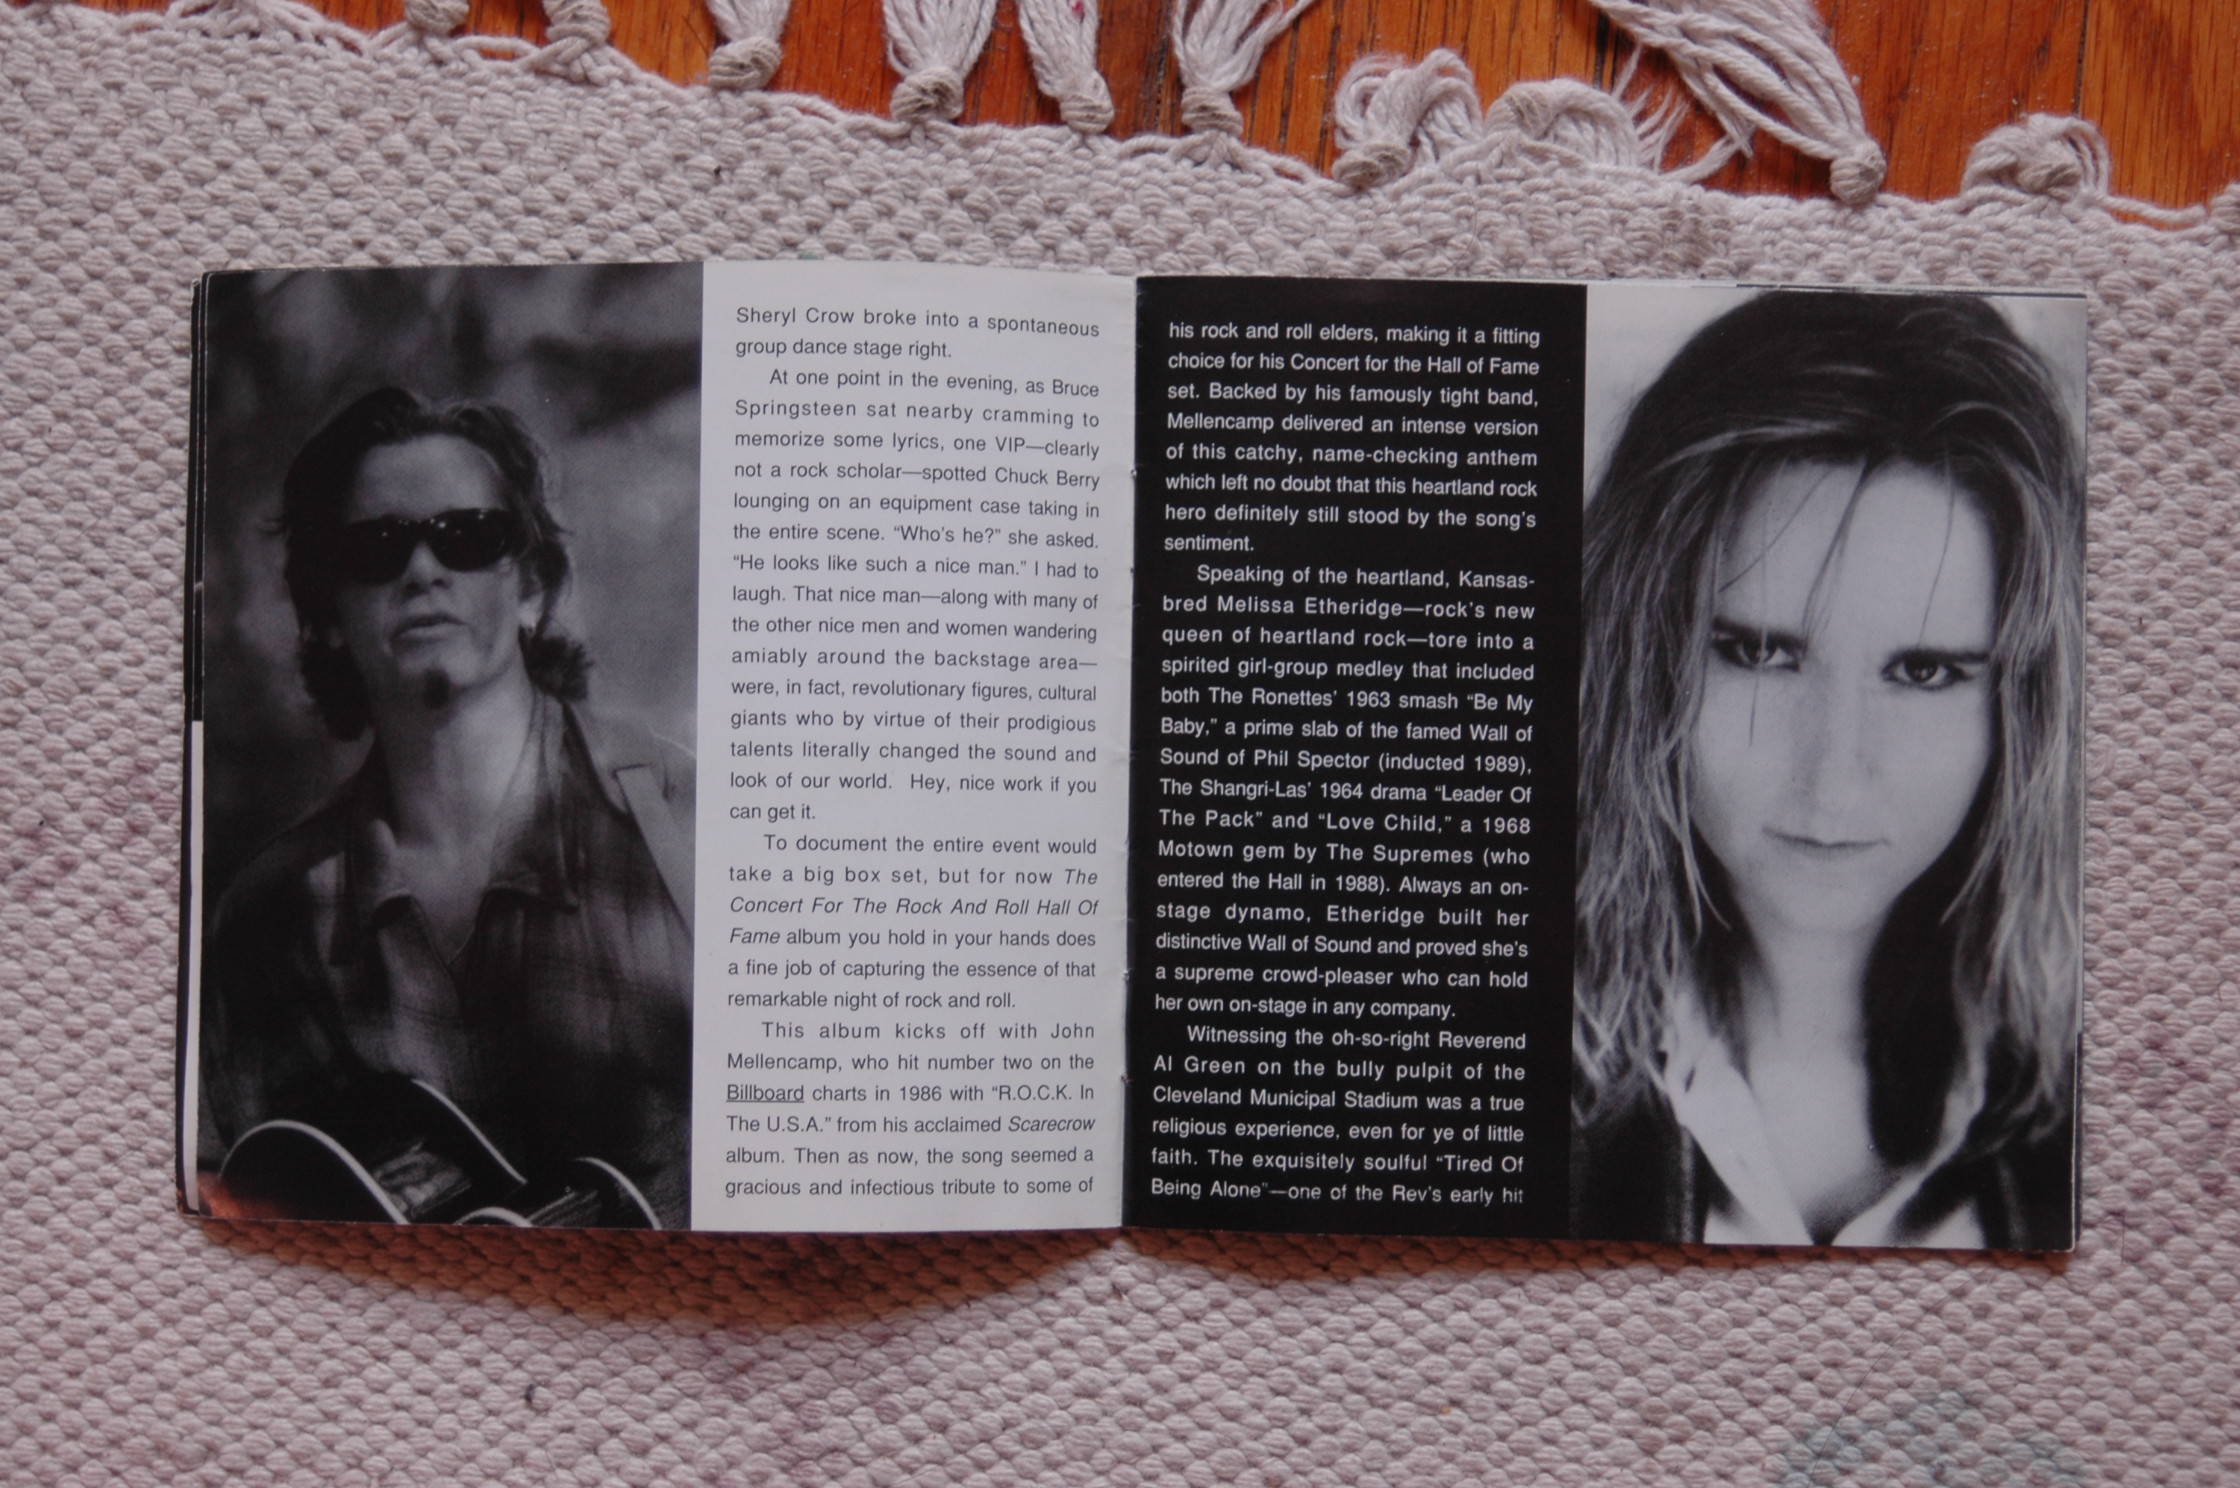 Sheryl Crow broke into a spontaneous
group dance stage right.
At one point in the evening, as Bruce
Springsteen sat nearby cramming to
memorize some lyrics, one VIP—clearly
not a rock scholar—spotted Chuck Berry
lounging on an equipment case taking in
the entire scene. “Who’s he?” she asked.
“He looks like such a nice man.” I had to
laugh. That nice man—along with many of
the other nice men and women wandering
amiably around the backstage area—
were, in fact, revolutionary figures, cultural
giants who by virtue of their prodigious
talents literally changed the sound and
look of our world. Hey, nice work if you
can get it.
To document the entire event would
take a big box set, but for now The
Concert For The Rock And Roll Hall Of
Fame album you hold in your hands does
a fine job of capturing the essence of that
remarkable night of rock and roll.
This album kicks off with John
Mellencamp, who hit number two on the
Billboard charts in 1986 with “R.O.C.K. In
The U.S.A.” from his acclaimed Scarecrow
album. Then as now, the song seemed a
gracious and infectious tribute to some of
his rock and roll elders, making it a fitting
choice for his Concert for the Hall of Fame
set. Backed by his famously tight band,
Mellencamp delivered an intense version
of this catchy, name-checking anthem
which left no doubt that this heartland rock
hero definitely still stood by the song’s
sentiment.
Speaking of the heartland, Kansas-
bred Melissa Etheridge—rock’s new
queen of heartland rock—tore into a
spirited girl-group medley that included
both The Ronettes’ 1963 smash “Be My
Baby,” a prime slab of the famed Wall of
Sound of Phil Spector (inducted 1989),
The Shangri-Las’ 1964 drama “Leader Of
The Pack” and “Love Child,” a 1968
Motown gem by The Supremes (who
entered the Hall in 1988). Always an on-
stage dynamo, Etheridge built her
distinctive Wall of Sound and proved she’s
a supreme crowd-pleaser who can hold
her own on-stage in any company.
Witnessing the oh-so-right Reverend
Al Green on the bully pulpit of the
Cleveland Municipal Stadium was a true
religious experience, even for ye of little
faith. The exquisitely soulful “Tired Of
Being Alone”—one of the Rev’s early hit